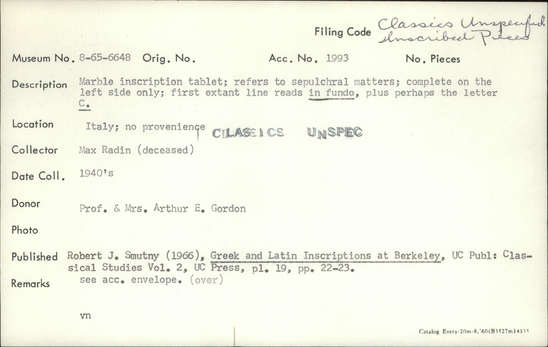 Filing Code Classics Unspecified
Inscribed Pieces
Museum No. 8-65-6648 Orig. No. Acc. No. 1993 No. Pieces
Description Marble inscription tablet; refers to sepulchral matters; complete on the
left side only; first extant line reads in fundo, plus perhaps the letter
C.
Location Italy; no provenience CLASSICS UNSPEC
Collector Max Radin (deceased)
Date Coll. 1940's
Donor Prof. & Mrs. Arthur E. Gordon
Photo
Published Robert J. Smutny (1966), Greek and Latin Inscriptions at Berkeley, UC Publ: Clas-
sical Studies Vol. 2, UC Press, pl. 19, pp. 22-23.
Remarks see acc. envelope. (over)
vn